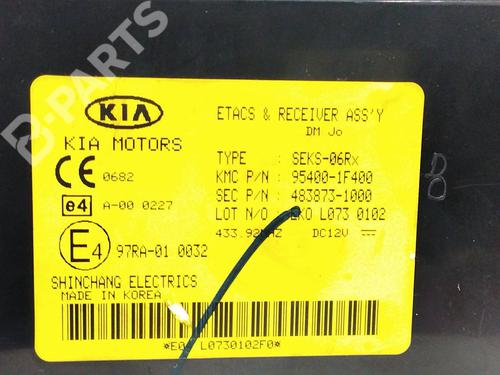 B-PARTS
KIA
KIA MOTORS
CE 0682
e4 A-00 0227
E4 97RA-01 0032
SHINCHANG ELECTRICS
MADE IN KOREA
ETACS & RECEIVER ASS'Y
DM Jo
TYPE : SEKS-06Rx
KMC P/N : 95400-1F400
SEC P/N : 483873-1000
LOT N/O : EKO L073 0102
433.92MHZ DC12V
L0730102F0*